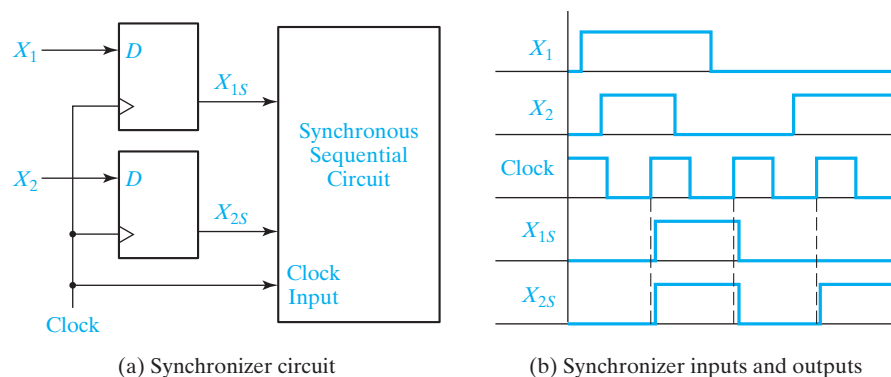 X1
D
X1S
X2
D
X2S
Synchronous
Sequential
Circuit
Clock
Input
Clock
(a) Synchronizer circuit
X1
X2
Clock
X1S
X2S
(b) Synchronizer inputs and outputs